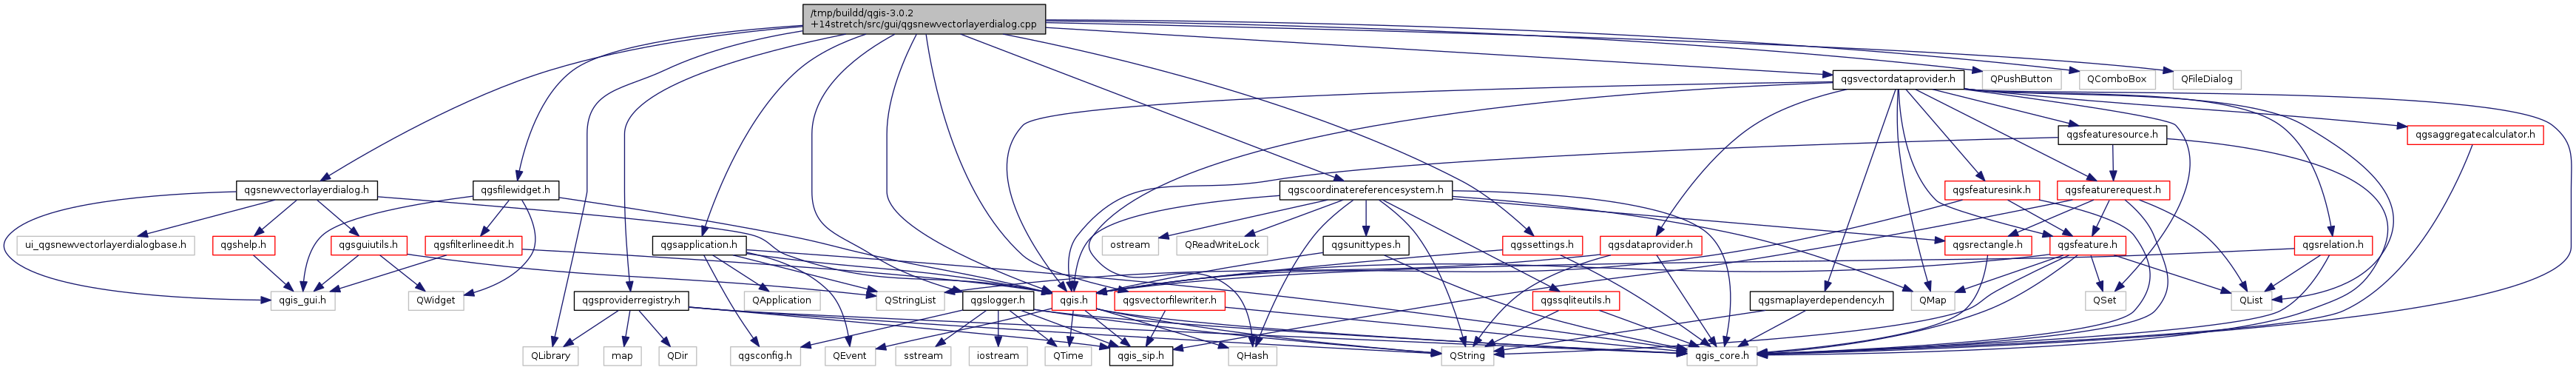 /tmp/buildd/qgis-3.0.2
+14stretch/src/gui/qgsnewvectorlayerdialog.cpp
qgsvectordataprovider.h
QPushButton
QComboBox
QFileDialog
qgsfeaturesource.h
qgsaggregatecalculator.h
qgsnewvectorlayerdialog.h
qgsfilewidget.h
qgscoordinatereferencesystem.h
qgsfeaturesink.h
qgsfeaturerequest.h
ui_qgsnewvectorlayerdialogbase.h
qgshelp.h
qgsguiutils.h
qgsfilterlineedit.h
qgsapplication.h
ostream
QReadWriteLock
qgsunittypes.h
qgssettings.h
qgsdataprovider.h
qgsrectangle.h
qgsfeature.h
qgsrelation.h
qgis_gui.h
QWidget
qgsproviderregistry.h
QApplication
QStringList
qgslogger.h
qgis.h
qgsvectorfilewriter.h
qgssqliteutils.h
qgsmaplayerdependency.h
QMap
QSet
QList
QLibrary
map
QDir
qgsconfig.h
QEvent
sstream
iostream
QTime
qgis_sip.h
QHash
QString
qgis_core.h